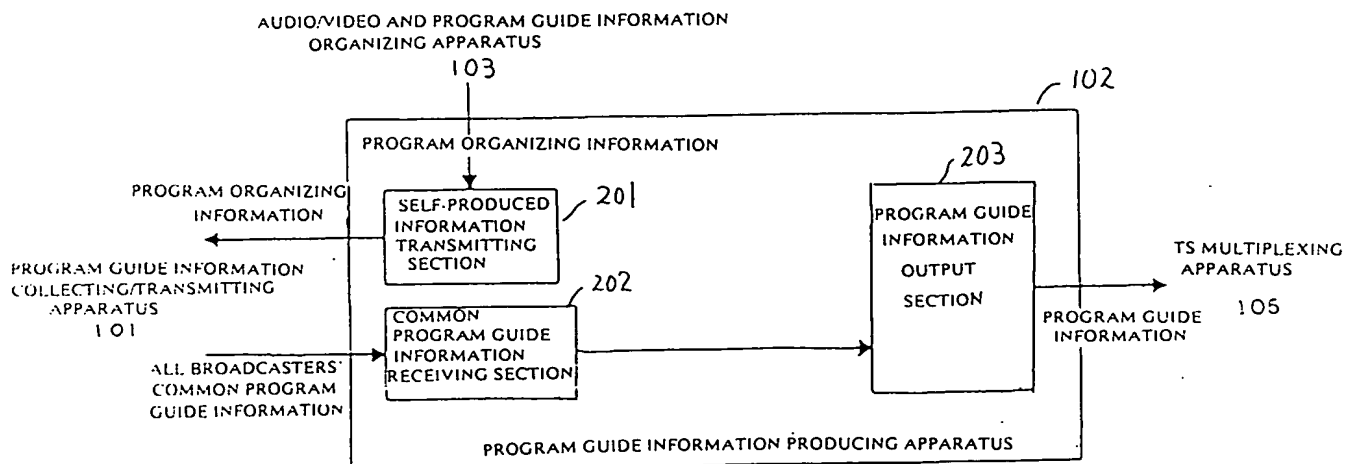 AUDIO/VIDEO AND PROGRAM GUIDE INFORMATION
ORGANIZING APPARATUS
103
102
PROGRAM ORGANIZING INFORMATION
203
PROGRAM ORGANIZING
INFORMATION
SELF-PRODUCED
INFORMATION
TRANSMITTING
SECTION
201
PROGRAM GUIDE
INFORMATION
OUTPUT
SECTION
TS MULTIPLEXING
APPARATUS
105
PROGRAM GUIDE INFORMATION
COLLECTING/TRANSMITTING
APPARATUS
101
202
COMMON
PROGRAM GUIDE
INFORMATION
RECEIVING SECTION
PROGRAM GUIDE
INFORMATION
ALL BROADCASTERS'
COMMON PROGRAM
GUIDE INFORMATION
PROGRAM GUIDE INFORMATION PRODUCING APPARATUS